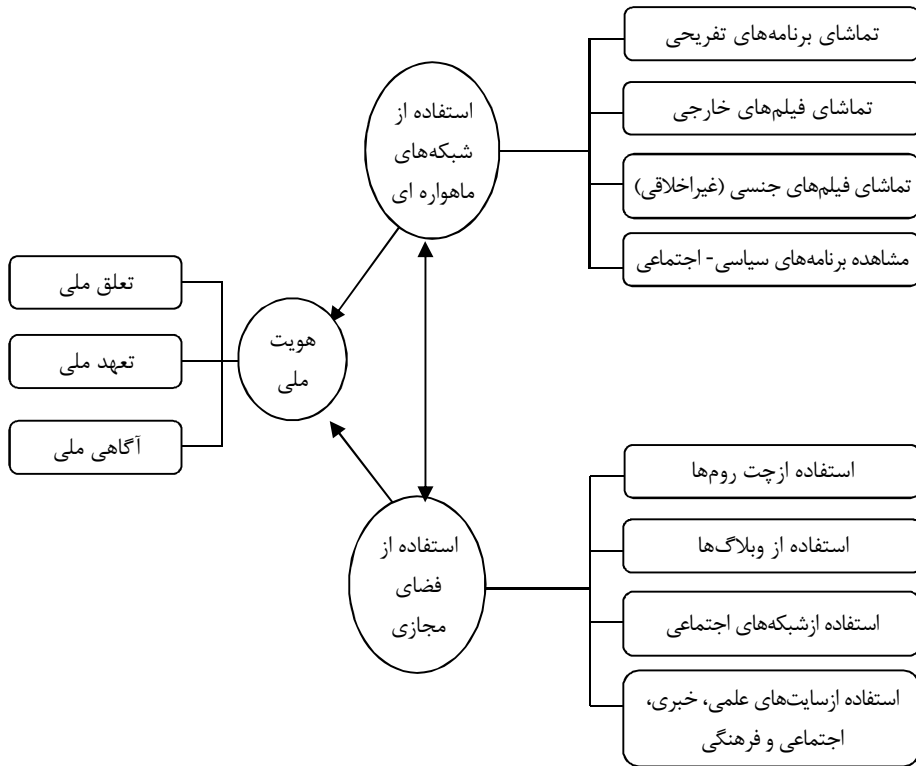 تماشای برنامه‌های تفریحی
تماشای فیلم‌های خارجی
تماشای فیلم‌های جنسی (غیراخلاقی)
مشاهده برنامه‌های سیاسی- اجتماعی
استفاده از
شبکه‌های
ماهواره ای
هویت
ملی
تعلق ملی
تعهد ملی
آگاهی ملی
استفاده از
فضای
مجازی
استفاده ازچت روم‌ها
استفاده از وبلاگ‌ها
استفاده ازشبکه‌های اجتماعی
استفاده ازسایت‌های علمی، خبری،
اجتماعی و فرهنگی